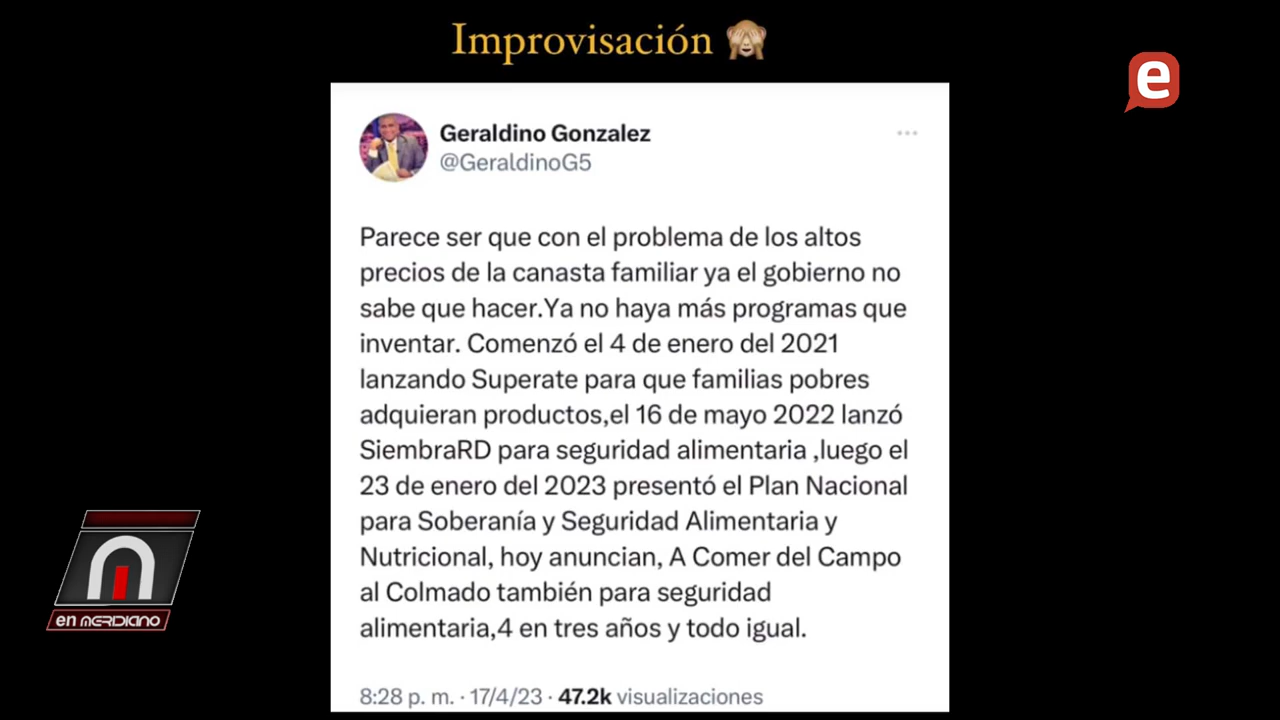 Improvisación 🙈
e
Geraldino Gonzalez
@GeraldinoG5
Parece ser que con el problema de los altos
precios de la canasta familiar ya el gobierno no
sabe que hacer.Ya no haya más programas que
inventar. Comenzó el 4 de enero del 2021
lanzando Superate para que familias pobres
adquieran productos,el 16 de mayo 2022 lanzó
SiembraRD para seguridad alimentaria ,luego el
23 de enero del 2023 presentó el Plan Nacional
para Soberanía y Seguridad Alimentaria y
Nutricional, hoy anuncian, A Comer del Campo
al Colmado también para seguridad
alimentaria,4 en tres años y todo igual.
8:28 p. m. · 17/4/23 · 47.2k visualizaciones
en MERDIANO